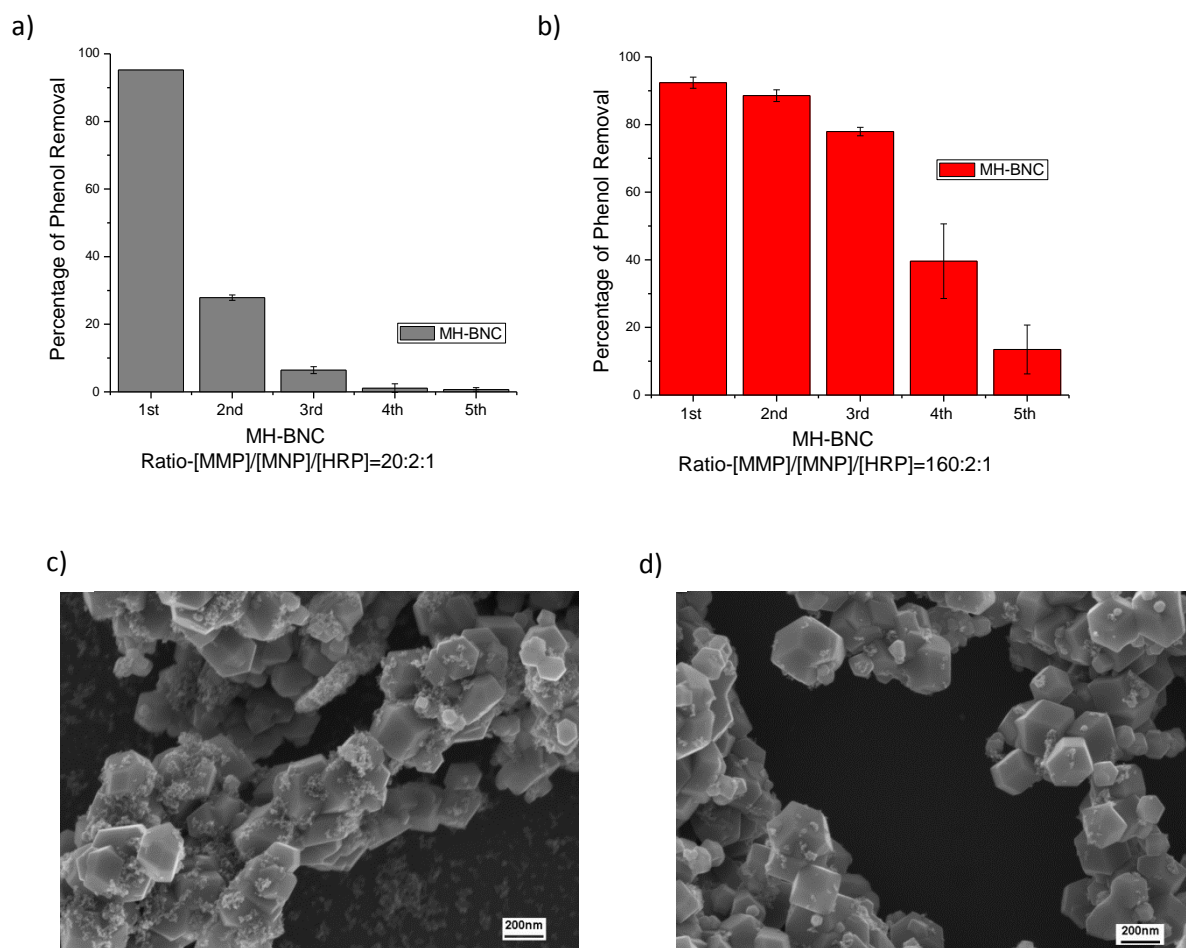 a)
Percentage of Phenol Removal
100
80
60
40
20
0
MH-BNC
1st 2nd 3rd 4th 5th
MH-BNC
Ratio-[MMP]/[MNP]/[HRP]=20:2:1
b)
Percentage of Phenol Removal
100
80
60
40
20
0
MH-BNC
1st 2nd 3rd 4th 5th
MH-BNC
Ratio-[MMP]/[MNP]/[HRP]=160:2:1
c)
200nm
d)
200nm